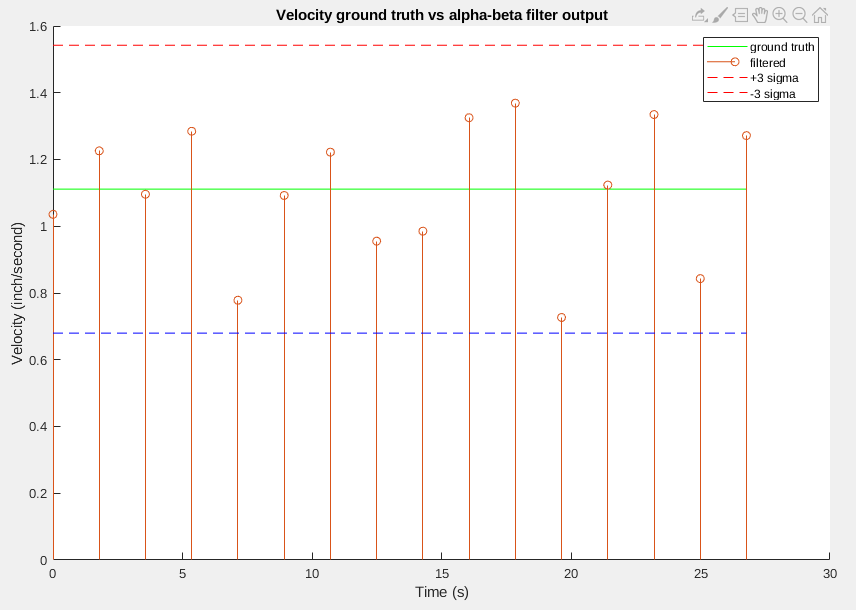 Velocity ground truth vs alpha-beta filter output
ground truth
filtered
+3 sigma
-3 sigma
1.6
1.4
1.2
1
0.8
0.6
0.4
0.2
0
Velocity (inch/second)
0 5 10 15 20 25 30
Time (s)